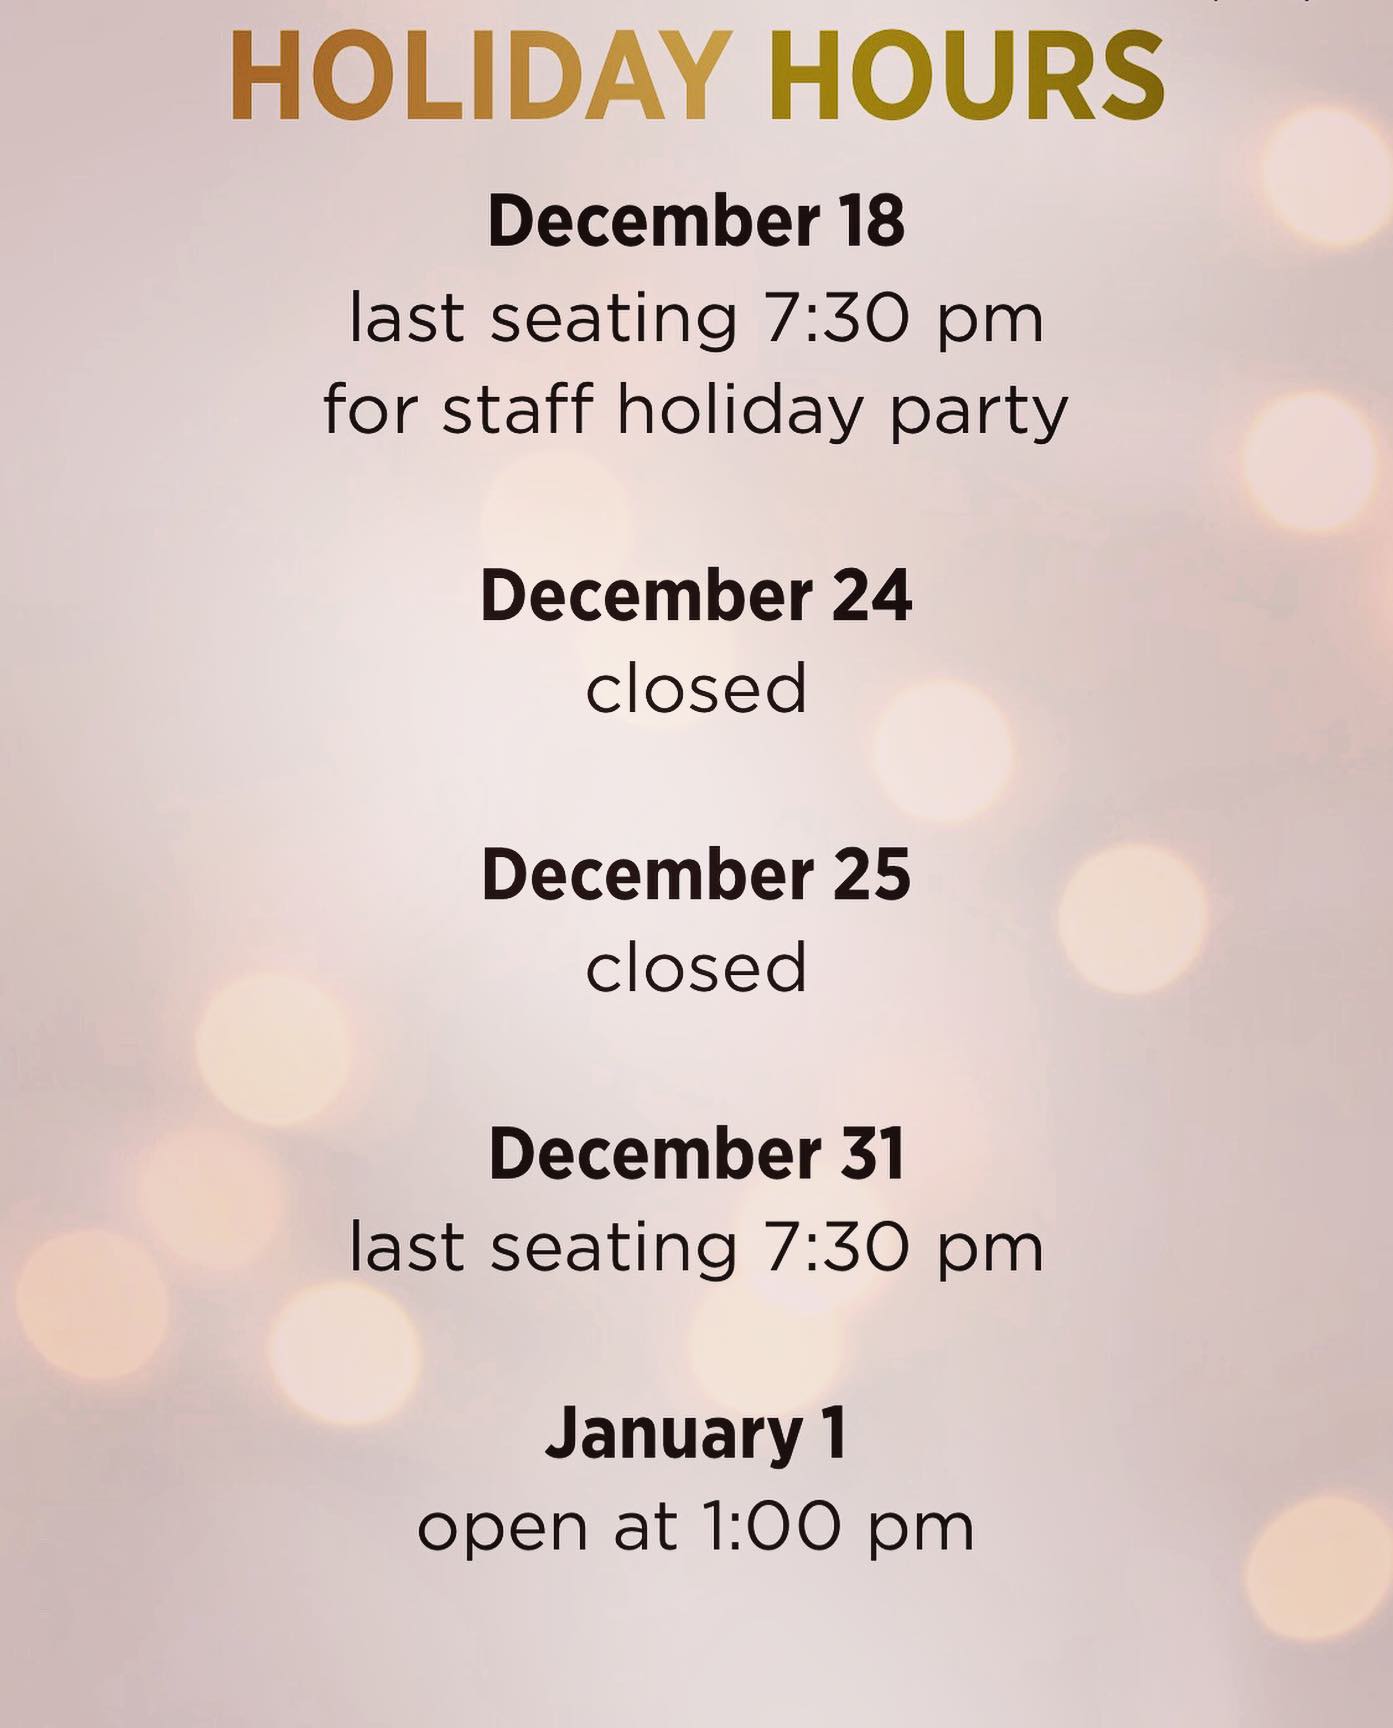 HOLIDAY HOURS
December 18
last seating 7:30 pm
for staff holiday party
December 24
closed
December 25
closed
December 31
last seating 7:30 pm
January 1
open at 1:00 pm